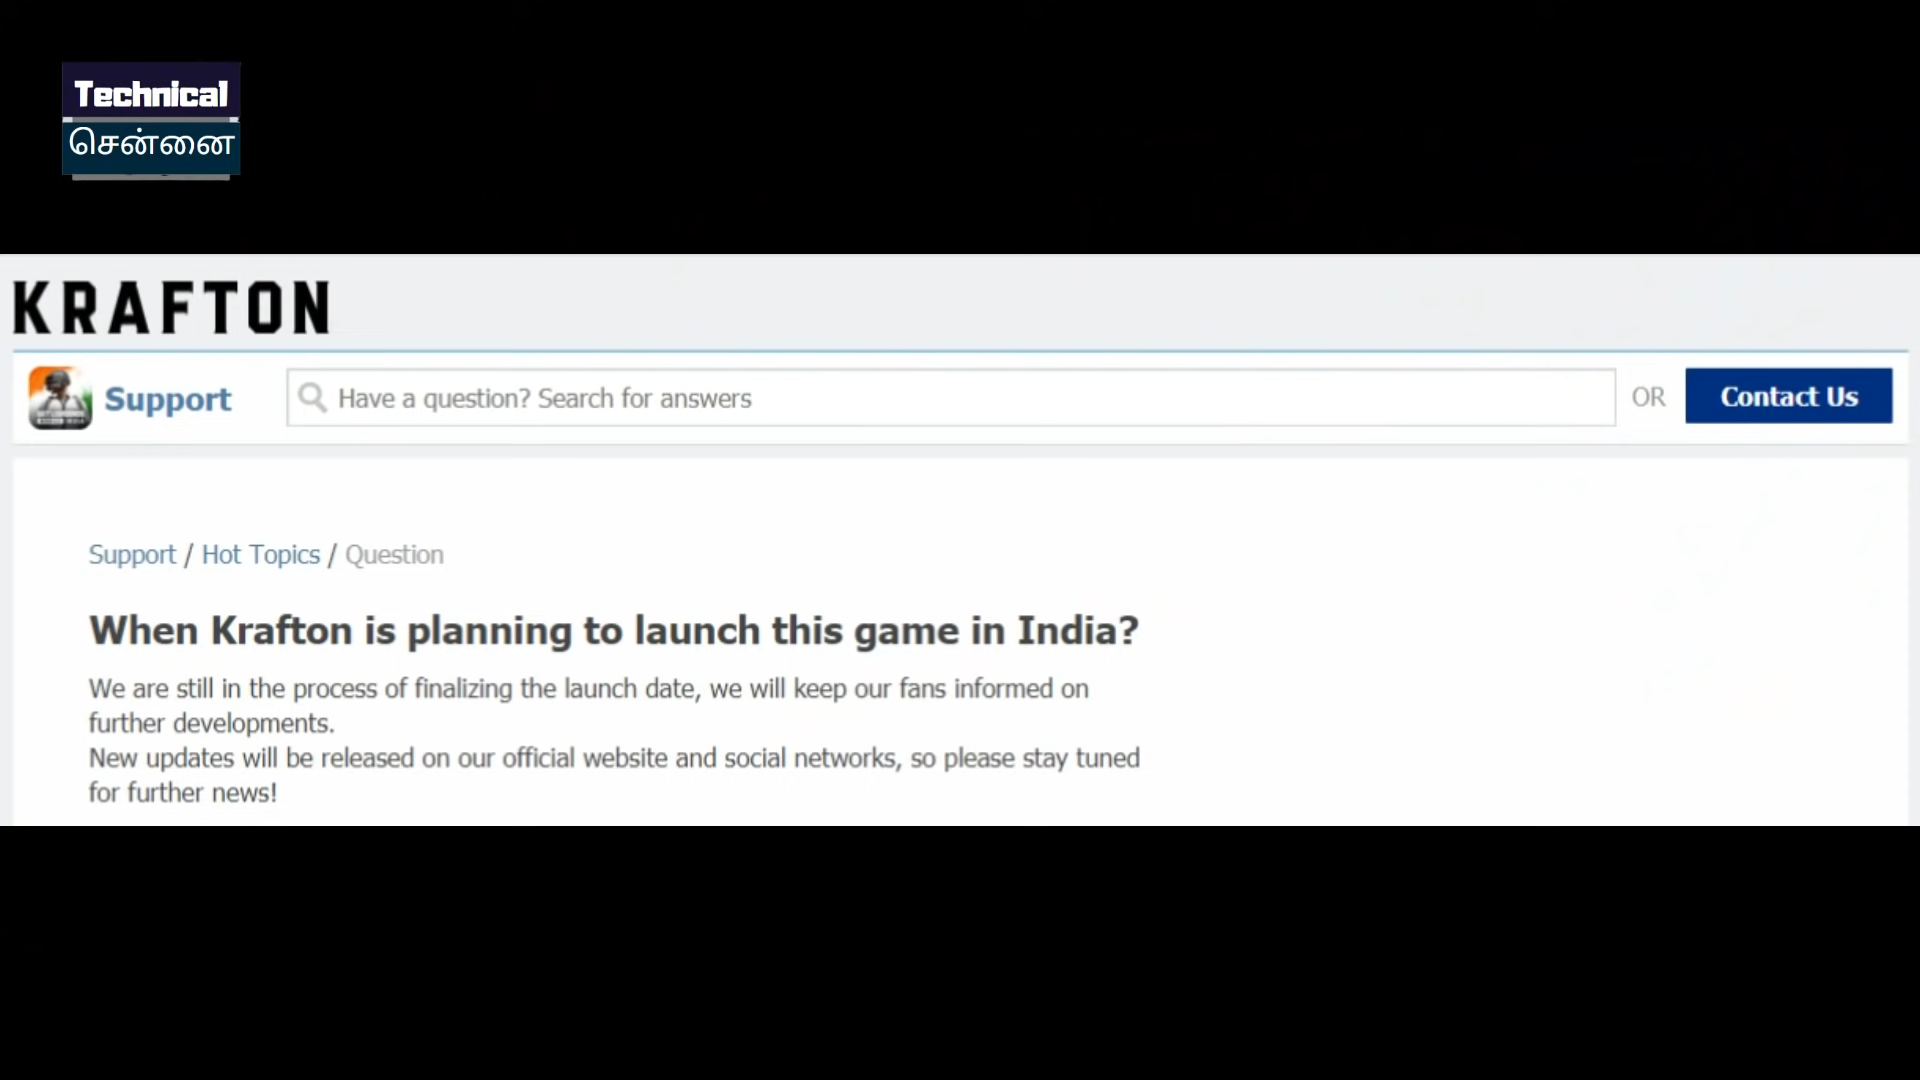 Technical
சென்னை
KRAFTON
Support
Have a question? Search for answers
OR
Contact Us
Support / Hot Topics / Question
When Krafton is planning to launch this game in India?
We are still in the process of finalizing the launch date, we will keep our fans informed on
further developments.
New updates will be released on our official website and social networks, so please stay tuned
for further news!